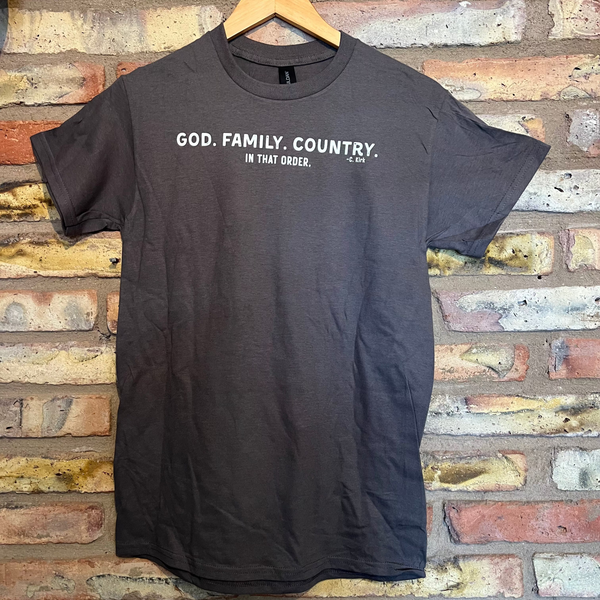 GOD. FAMILY. COUNTRY.
IN THAT ORDER.
-C. Kirk